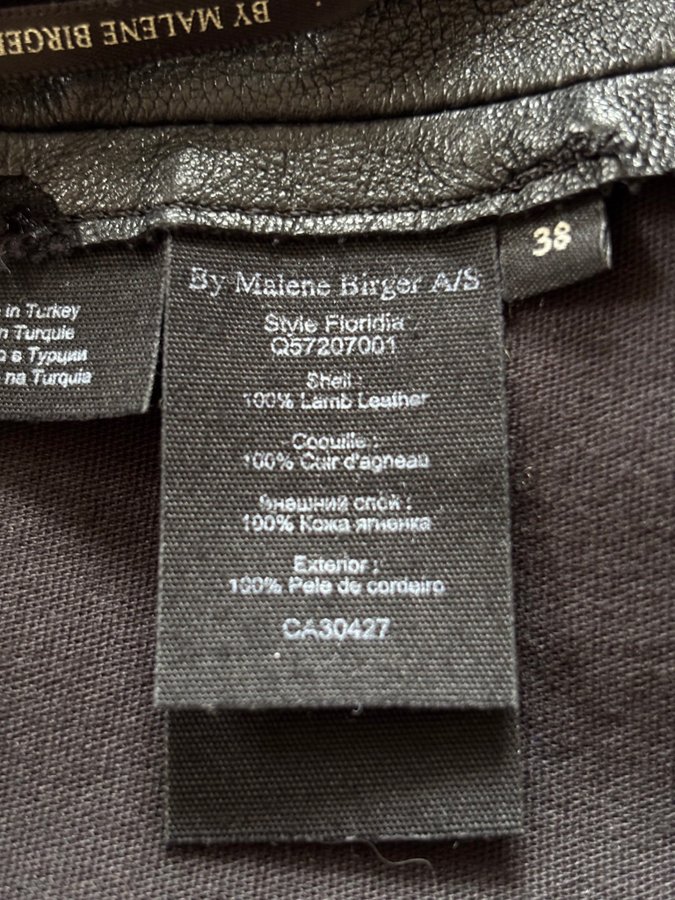 BY MALENE BIRGER
38
in Turkey
Turquie
в Турции
na Turquia
By Malene Birger A/S
Style Floridia
Q57207001
Shell :
100% Lamb Leather
Coquille :
100% Cuir d'agneau
Внешний слой :
100% Кожа ягненка
Exterior :
100% Pele de cordeiro
CA30427